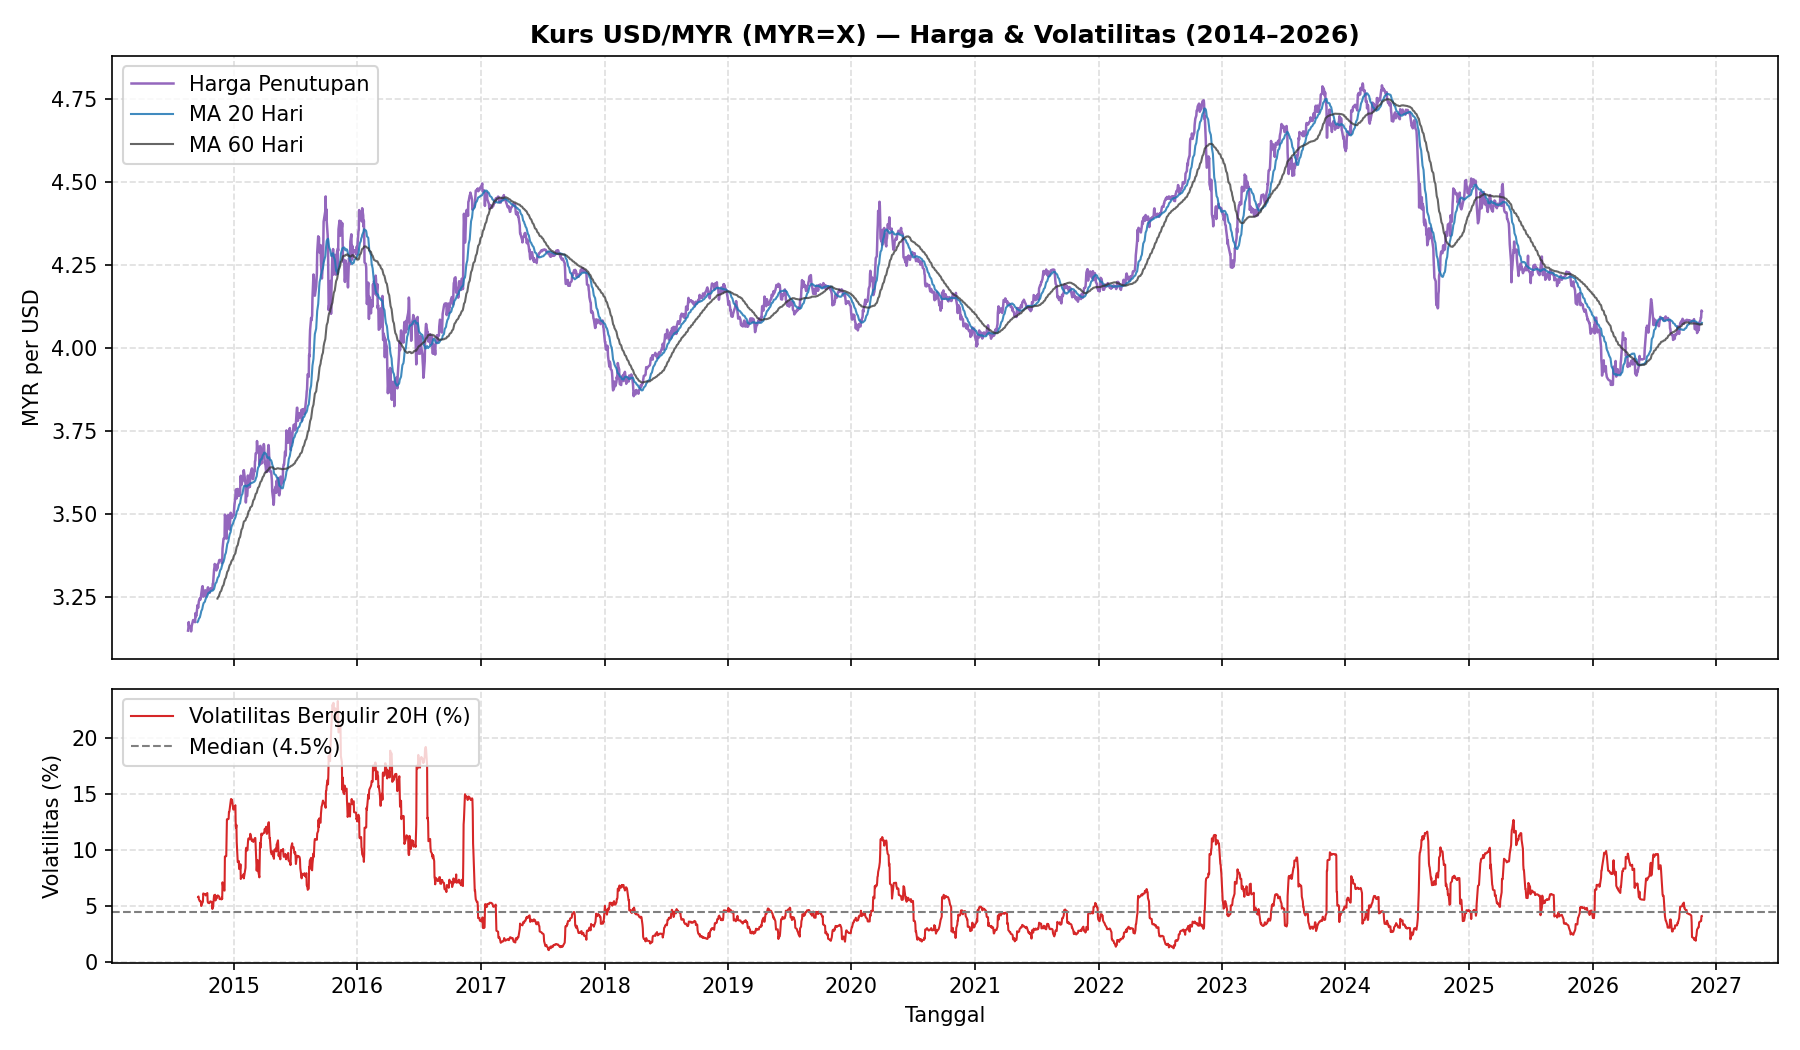 Kurs USD/MYR (MYR=X) — Harga & Volatilitas (2014–2026)
Harga Penutupan
MA 20 Hari
MA 60 Hari
MYR per USD
4.75
4.50
4.25
4.00
3.75
3.50
3.25
Volatilitas Bergulir 20H (%)
Median (4.5%)
Volatilitas (%)
20
15
10
5
0
2015 2016 2017 2018 2019 2020 2021 2022 2023 2024 2025 2026 2027
Tanggal